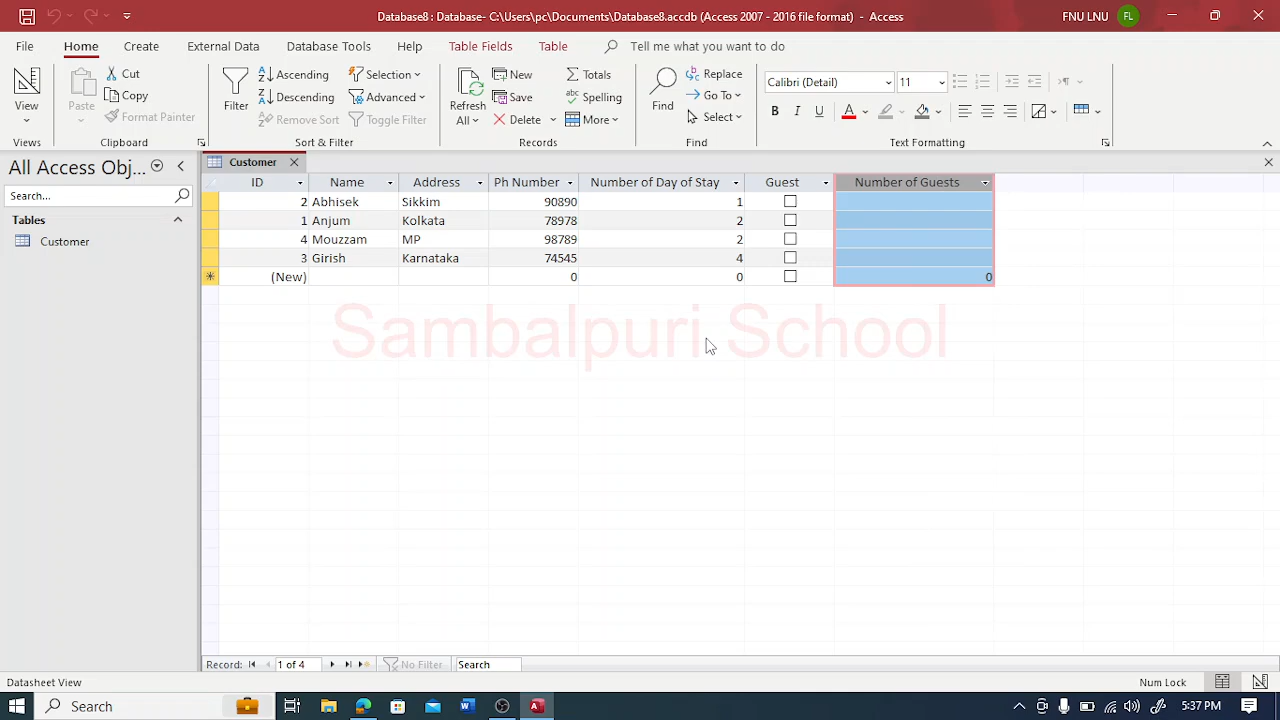 Database8 : Database- C:\Users\pc\Documents\Database8.accdb (Access 2007 - 2016 file format) - Access
FNU LNU FL
File Home Create External Data Database Tools Help Table Fields Table Tell me what you want to do
View
Views
Paste
Cut
Copy
Format Painter
Clipboard
Filter
Ascending
Descending
Remove Sort
Selection
Advanced
Toggle Filter
Sort & Filter
Refresh
All
New
Save
Delete
Totals
Spelling
More
Records
Find
Replace
Go To
Select
Find
Calibri (Detail) 11
B I U A
Text Formatting
All Access Obj...
Search...
Tables
Customer
Customer
ID Name Address Ph Number Number of Day of Stay Guest Number of Guests
2 Abhisek Sikkim 90890 1
1 Anjum Kolkata 78978 2
4 Mouzzam MP 98789 2
3 Girish Karnataka 74545 4
(New) 0 0 0
Sambalpuri School
Record: 1 of 4 No Filter Search
Datasheet View Num Lock
Search 5:37 PM